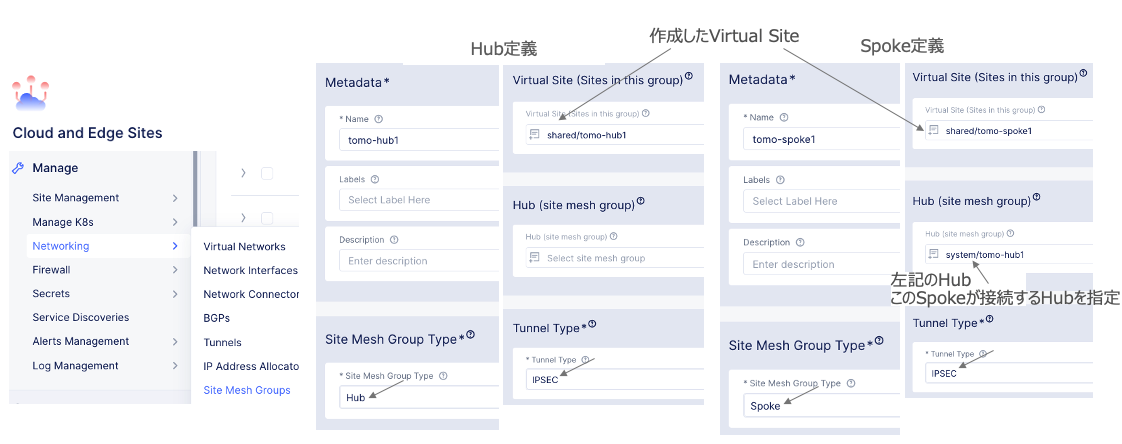 Cloud and Edge Sites
Manage
Site Management
Manage K8s
Networking
Firewall
Secrets
Service Discoveries
Alerts Management
Log Management
Virtual Networks
Network Interfaces
Network Connector
BGPs
Tunnels
IP Address Allocato
Site Mesh Groups
Hub定義
作成したVirtual Site
Spoke定義
Metadata*
* Name
tomo-hub1
Labels
Select Label Here
Description
Enter description
Site Mesh Group Type*
* Site Mesh Group Type
Hub
Virtual Site (Sites in this group)
Virtual Site (Sites in this group)
shared/tomo-hub1
Hub (site mesh group)
Hub (site mesh group)
Select site mesh group
Tunnel Type*
* Tunnel Type
IPSEC
Metadata*
* Name
tomo-spoke1
Labels
Select Label Here
Description
Enter description
Site Mesh Group Type*
* Site Mesh Group Type
Spoke
Virtual Site (Sites in this group)
Virtual Site (Sites in this group)
shared/tomo-spoke1
Hub (site mesh group)
Hub (site mesh group)
system/tomo-hub1
左記のHub
このSpokeが接続するHubを指定
Tunnel Type*
* Tunnel Type
IPSEC